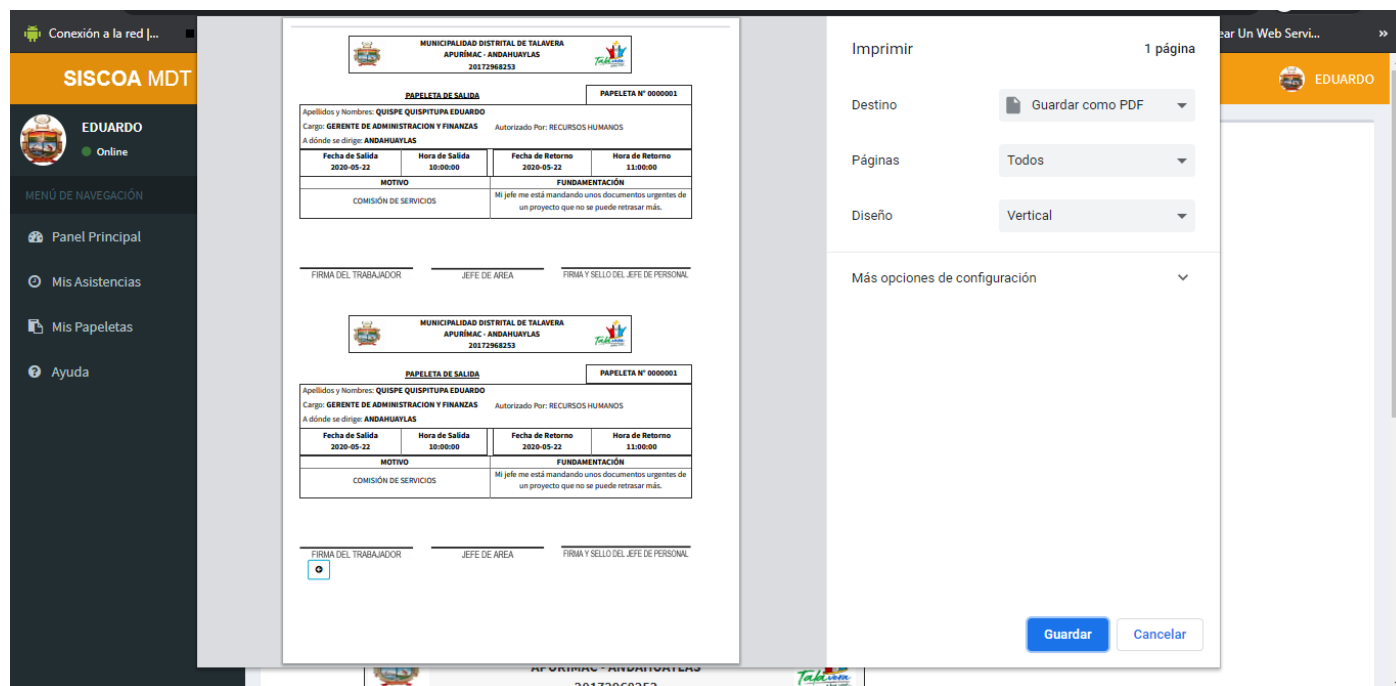 Conexión a la red |...
ear Un Web Servi...
»
SISCOA MDT
EDUARDO
EDUARDO
Online
MENÚ DE NAVEGACIÓN
Panel Principal
Mis Asistencias
Mis Papeletas
Ayuda
MUNICIPALIDAD DISTRITAL DE TALAVERA
APURÍMAC - ANDAHUAYLAS
20172968253
Talavera
PAPELETA DE SALIDA
PAPELETA N° 0000001
Apellidos y Nombres: QUISPE QUISPITUPA EDUARDO
Cargo: GERENTE DE ADMINISTRACION Y FINANZAS Autorizado Por: RECURSOS HUMANOS
A dónde se dirige: ANDAHUAYLAS
Fecha de Salida Hora de Salida Fecha de Retorno Hora de Retorno
2020-05-22 10:00:00 2020-05-22 11:00:00
MOTIVO FUNDAMENTACIÓN
COMISIÓN DE SERVICIOS
Mi jefe me está mandando unos documentos urgentes de
un proyecto que no se puede retrasar más.
FIRMA DEL TRABAJADOR JEFE DE AREA FIRMA Y SELLO DEL JEFE DE PERSONAL
MUNICIPALIDAD DISTRITAL DE TALAVERA
APURÍMAC - ANDAHUAYLAS
20172968253
Talavera
PAPELETA DE SALIDA
PAPELETA N° 0000001
Apellidos y Nombres: QUISPE QUISPITUPA EDUARDO
Cargo: GERENTE DE ADMINISTRACION Y FINANZAS Autorizado Por: RECURSOS HUMANOS
A dónde se dirige: ANDAHUAYLAS
Fecha de Salida Hora de Salida Fecha de Retorno Hora de Retorno
2020-05-22 10:00:00 2020-05-22 11:00:00
MOTIVO FUNDAMENTACIÓN
COMISIÓN DE SERVICIOS
Mi jefe me está mandando unos documentos urgentes de
un proyecto que no se puede retrasar más.
FIRMA DEL TRABAJADOR JEFE DE AREA FIRMA Y SELLO DEL JEFE DE PERSONAL
Imprimir 1 página
Destino Guardar como PDF
Páginas Todos
Diseño Vertical
Más opciones de configuración
Guardar Cancelar
APURÍMAC - ANDAHUAYLAS
20172968253
Talavera